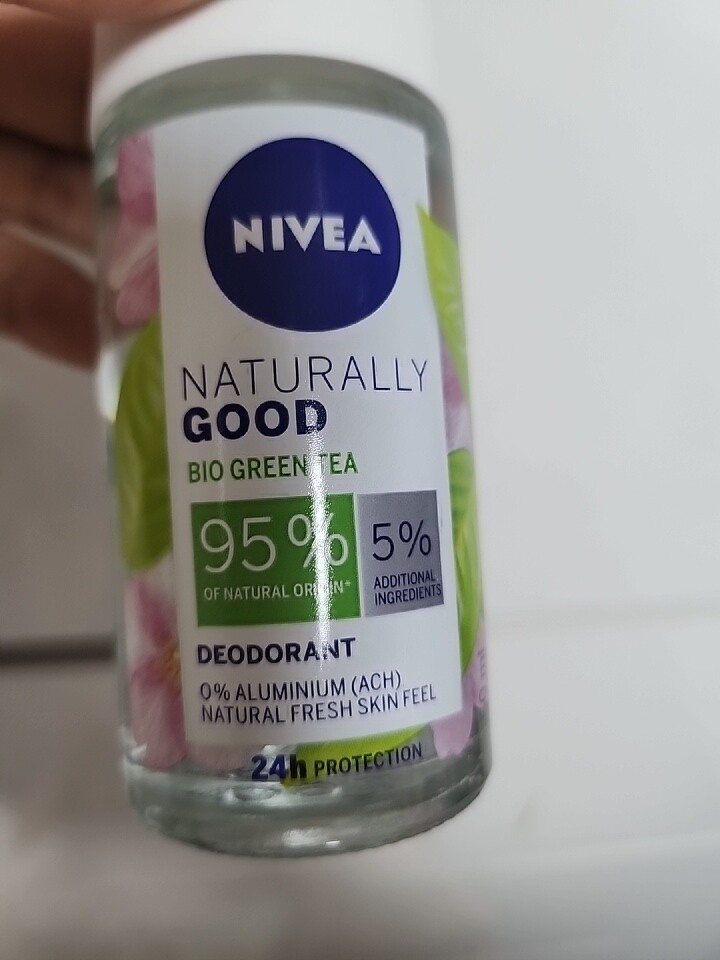 NIVEA
NATURALLY
GOOD
BIO GREEN TEA
95%
OF NATURAL ORIGIN*
5%
ADDITIONAL
INGREDIENTS
DEODORANT
0% ALUMINIUM (ACH)
NATURAL FRESH SKIN FEEL
24h PROTECTION